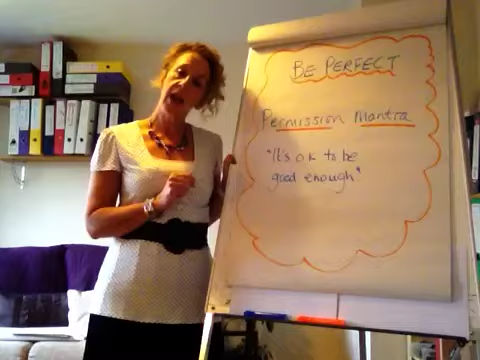 BE PERFECT
Permission Mantra
"It's ok to be
good enough"